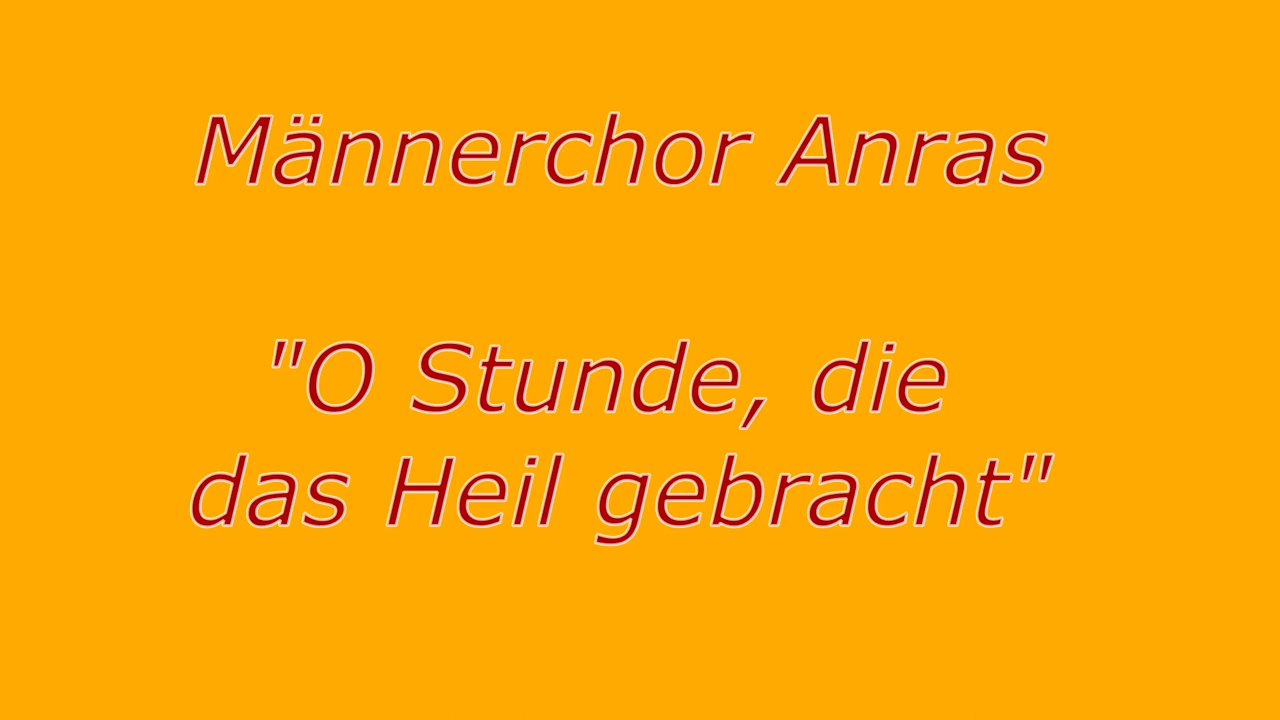 Männerchor Anras
"O Stunde, die
das Heil gebracht"